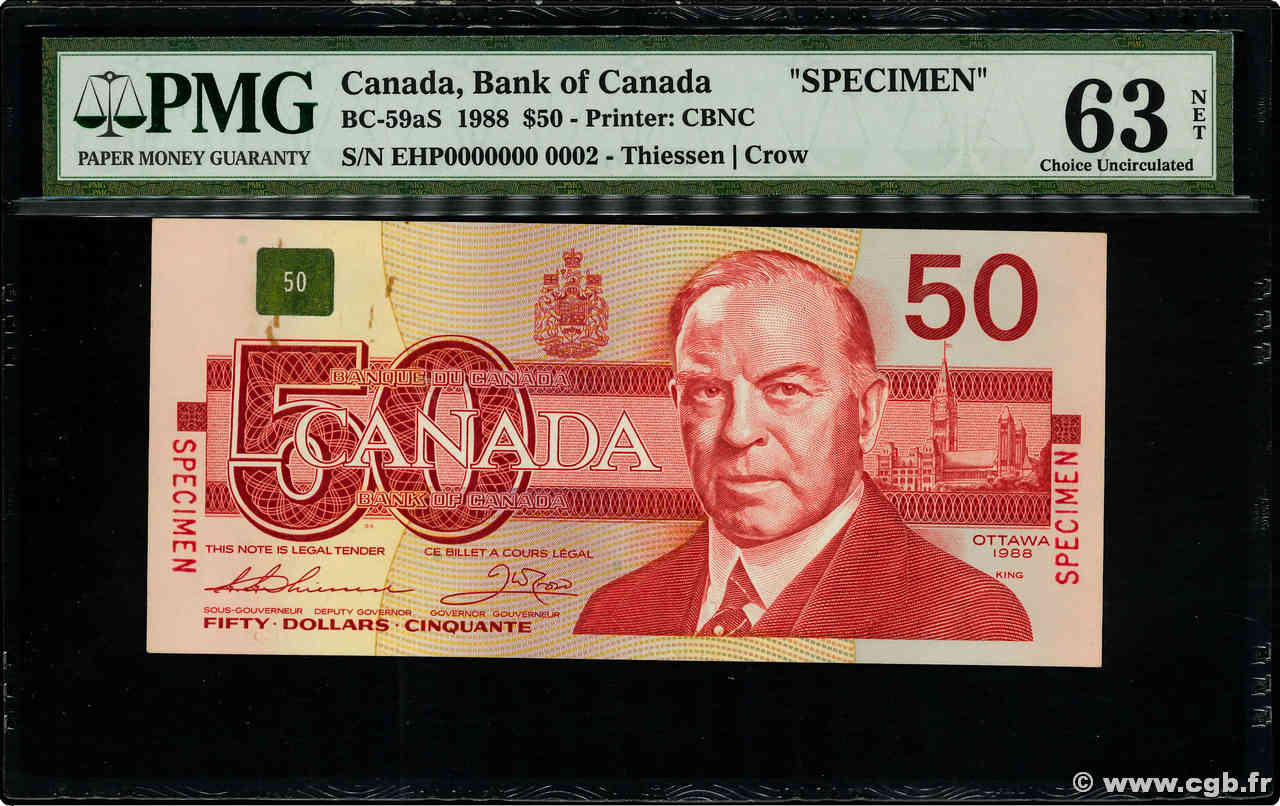 PMG
PAPER MONEY GUARANTY
Canada, Bank of Canada "SPECIMEN"
BC-59aS 1988 $50 - Printer: CBNC
S/N EHP0000000 0002 - Thiessen | Crow
63 NET
Choice Uncirculated
50
50
50
BANQUE DU CANADA
CANADA
BANK OF CANADA
SPECIMEN
SPECIMEN
THIS NOTE IS LEGAL TENDER CE BILLET A COURS LÉGAL
OTTAWA
1988
KING
SOUS-GOUVERNEUR DEPUTY GOVERNOR GOVERNOR GOUVERNEUR
FIFTY · DOLLARS · CINQUANTE
© www.cgb.fr